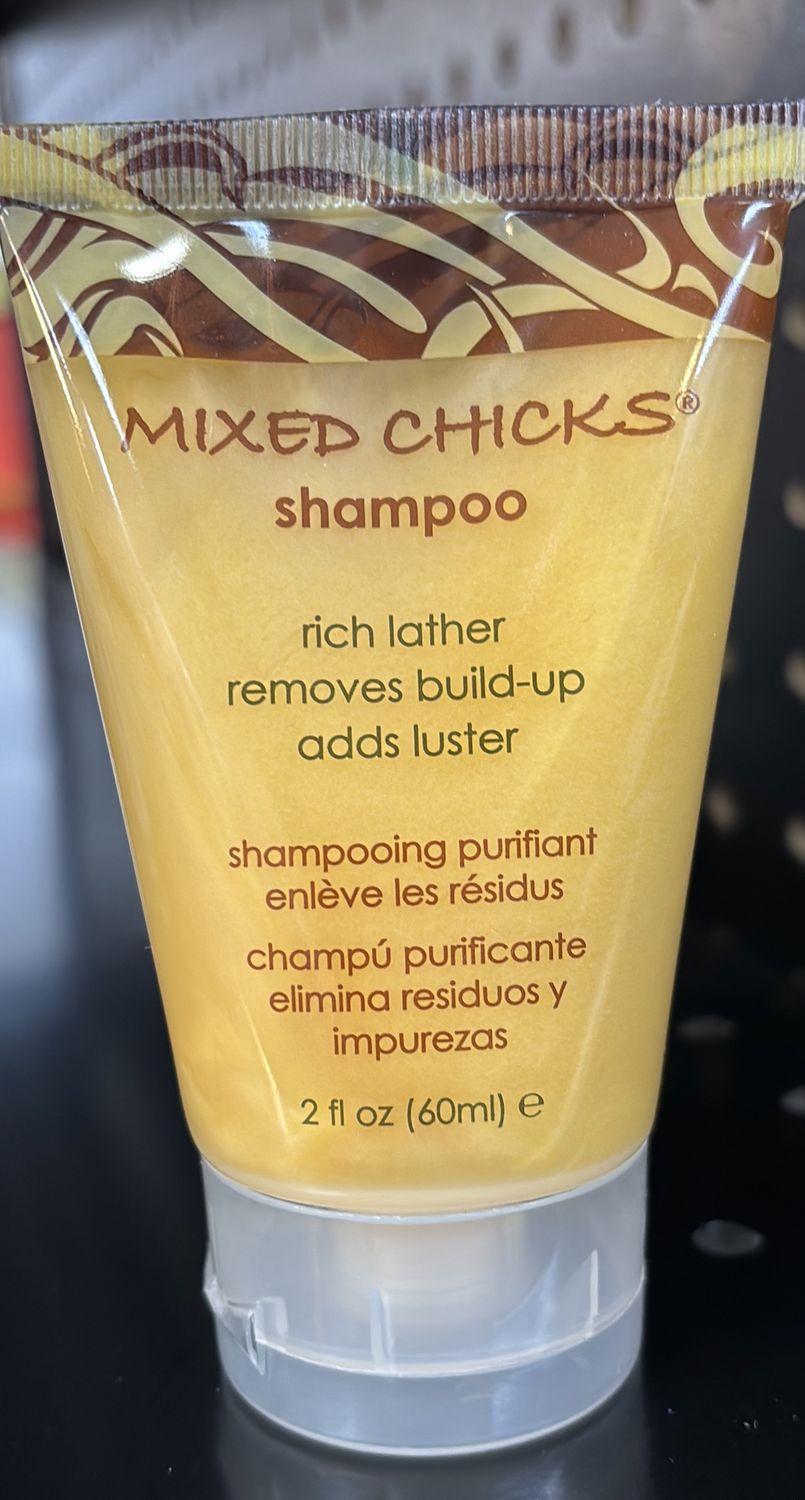 MIXED CHICKS®
shampoo
rich lather
removes build-up
adds luster
shampooing purifiant
enlève les résidus
champú purificante
elimina residuos y
impurezas
2 fl oz (60ml) ℮